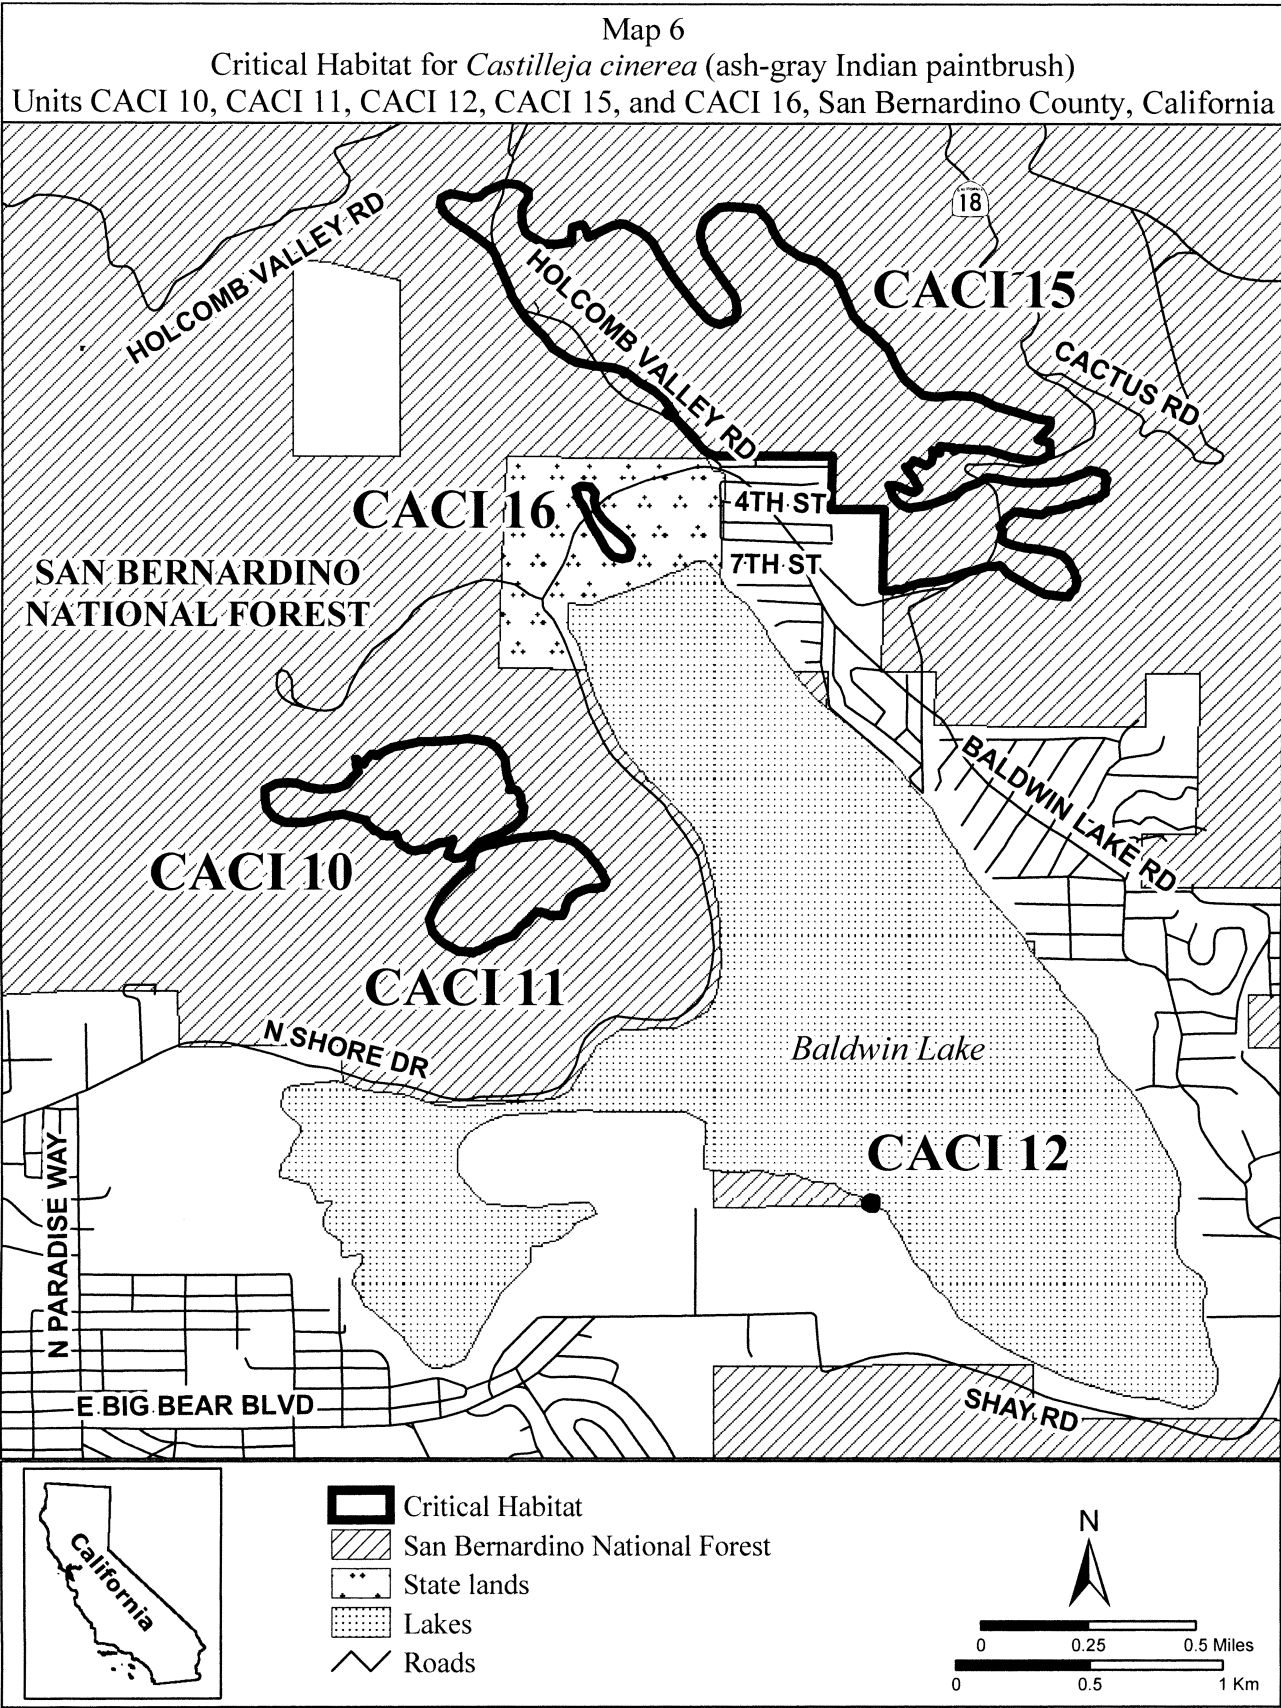 Map 6
Critical Habitat for Castilleja cinerea (ash-gray Indian paintbrush)
Units CACI 10, CACI 11, CACI 12, CACI 15, and CACI 16, San Bernardino County, California
18
HOLCOMB VALLEY RD
HOLCOMB VALLEY RD
CACI 15
CACTUS RD
CACI 16
4TH ST
7TH ST
SAN BERNARDINO
NATIONAL FOREST
BALDWIN LAKE RD
CACI 10
CACI 11
N SHORE DR
Baldwin Lake
CACI 12
N PARADISE WAY
E BIG BEAR BLVD
SHAY RD
California
Critical Habitat
San Bernardino National Forest
State lands
Lakes
Roads
N
0 0.25 0.5 Miles
0 0.5 1 Km